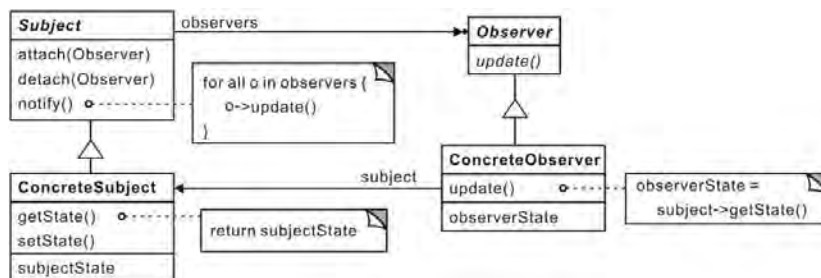 Subject
observers
Observer
attach(Observer)
detach(Observer)
notify()
update()
for all o in observers {
o->update()
}
ConcreteSubject
subject
ConcreteObserver
getState()
setState()
subjectState
return subjectState
update()
observerState
observerState =
subject->getState()